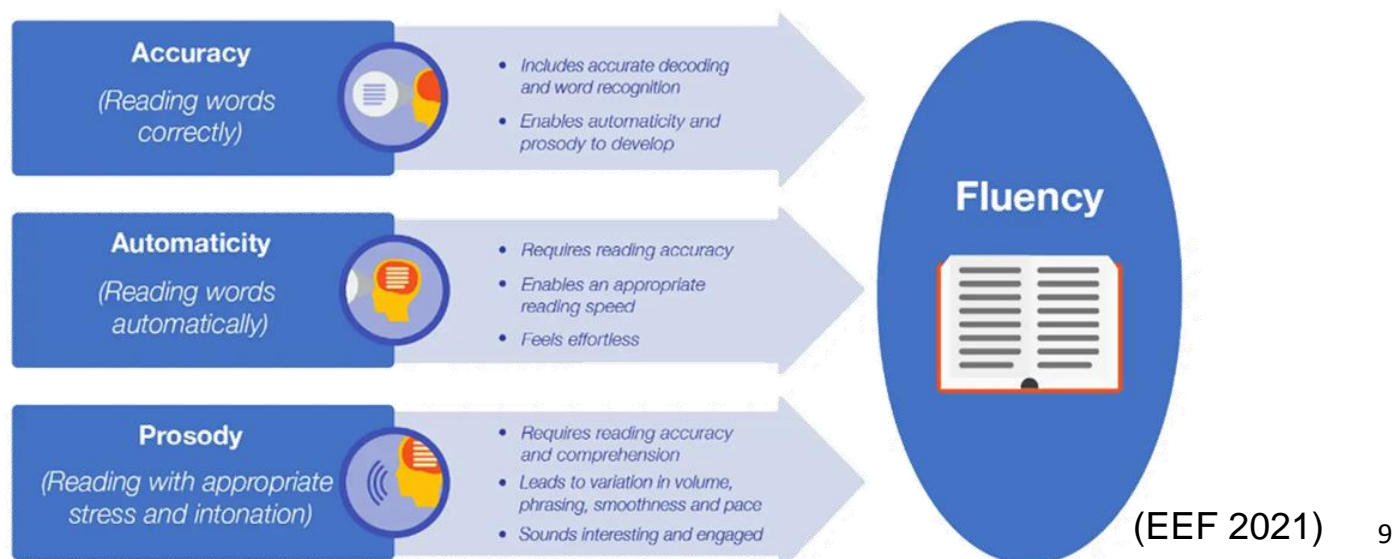 Accuracy
(Reading words
correctly)
• Includes accurate decoding
and word recognition
• Enables automaticity and
prosody to develop
Automaticity
(Reading words
automatically)
• Requires reading accuracy
• Enables an appropriate
reading speed
• Feels effortless
Prosody
(Reading with appropriate
stress and intonation)
• Requires reading accuracy
and comprehension
• Leads to variation in volume,
phrasing, smoothness and pace
• Sounds interesting and engaged
Fluency
(EEF 2021) 9